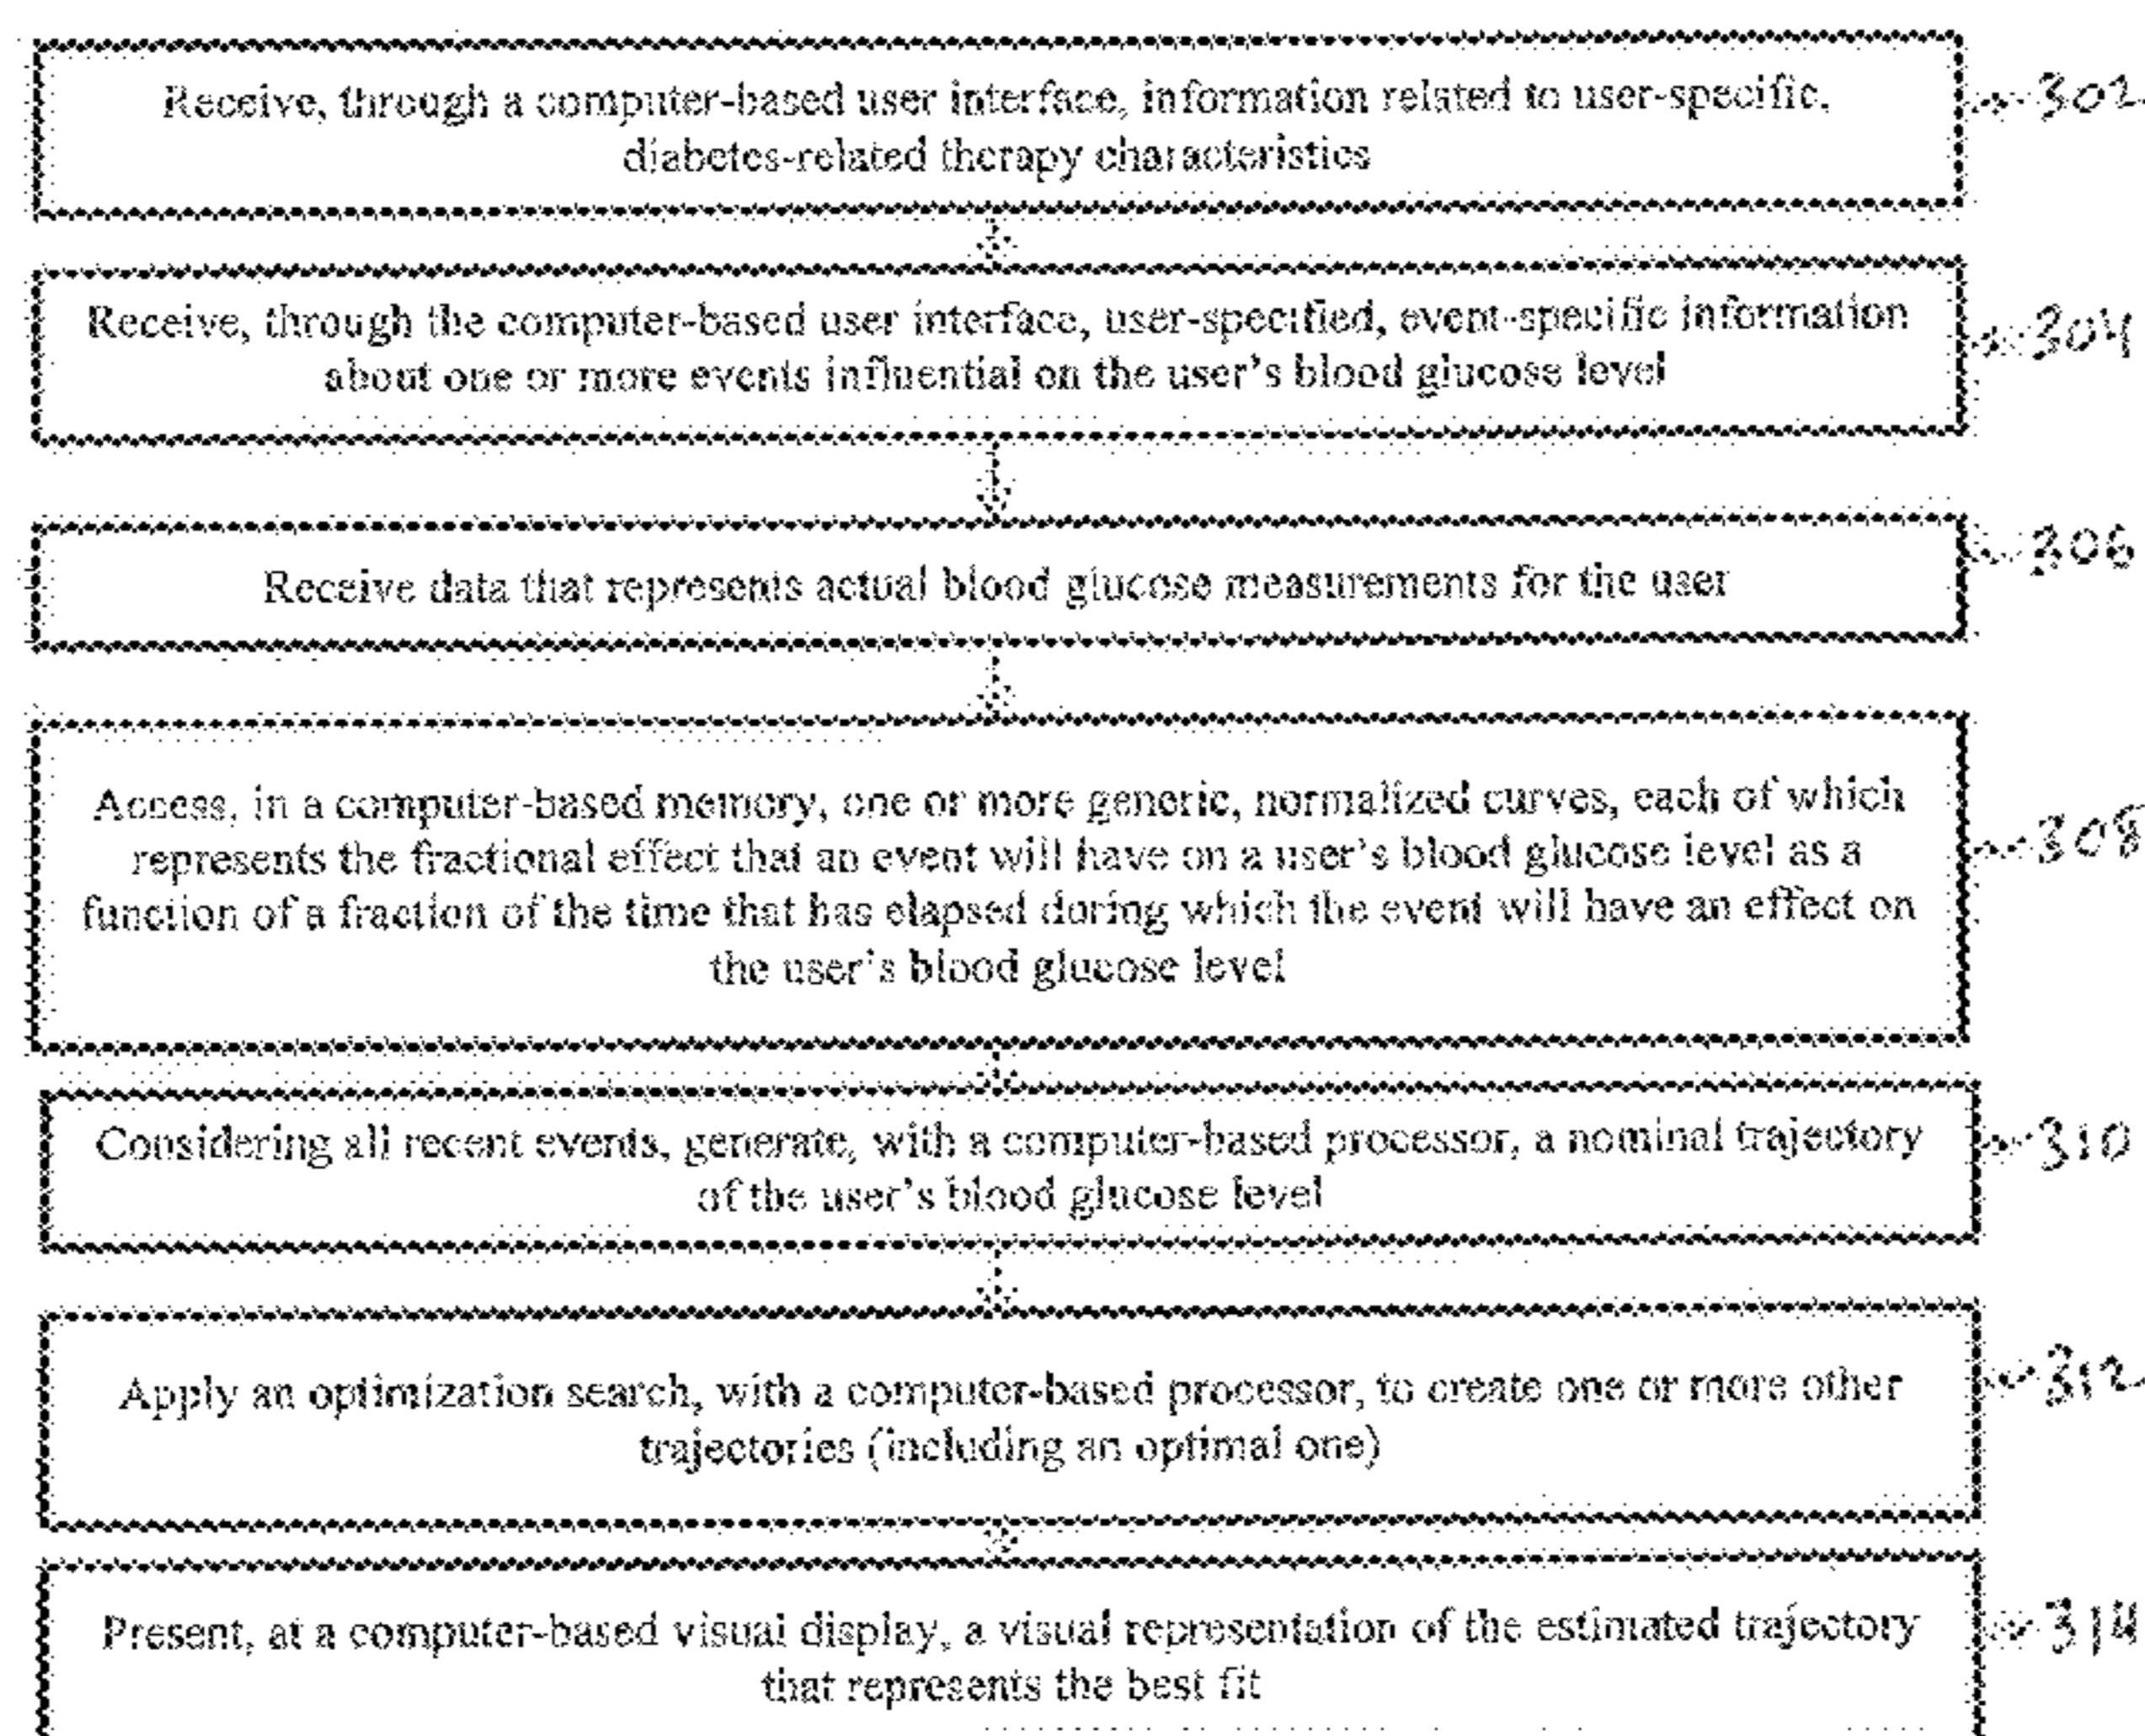 Receive, through a computer-based user interface, information related to user-specific,
diabetes-related therapy characteristics
302
Receive, through the computer-based user interface, user-specified, event-specific information
about one or more events influential on the user's blood glucose level
304
Receive data that represents actual blood glucose measurements for the user
306
Access, in a computer-based memory, one or more generic, normalized curves, each of which
represents the fractional effect that an event will have on a user's blood glucose level as a
function of a fraction of the time that has elapsed during which the event will have an effect on
the user's blood glucose level
308
Considering all recent events, generate, with a computer-based processor, a nominal trajectory
of the user's blood glucose level
310
Apply an optimization search, with a computer-based processor, to create one or more other
trajectories (including an optimal one)
312
Present, at a computer-based visual display, a visual representation of the estimated trajectory
that represents the best fit
314